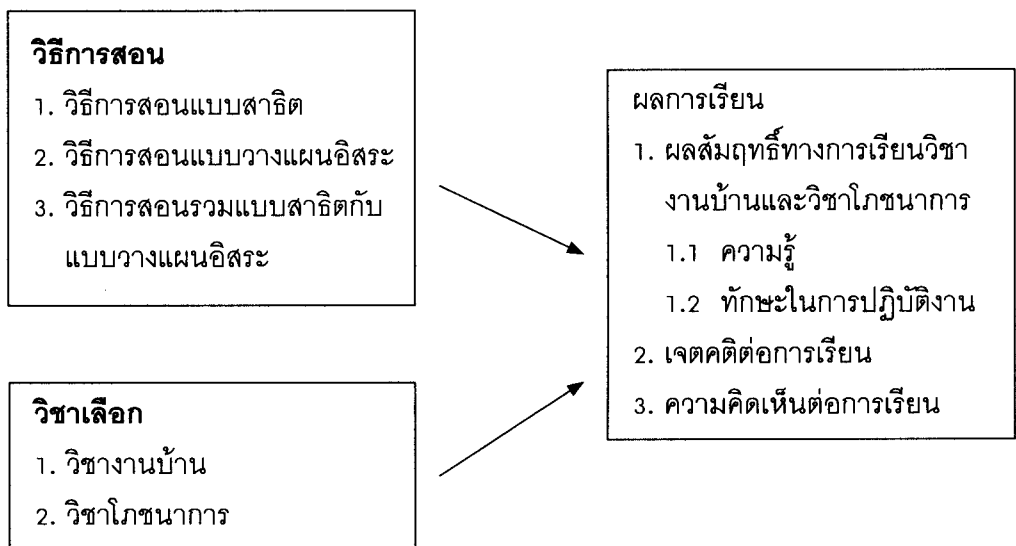 วิธีการสอน
1. วิธีการสอนแบบสาธิต
2. วิธีการสอนแบบวางแผนอิสระ
3. วิธีการสอนรวมแบบสาธิตกับ
แบบวางแผนอิสระ
วิชาเลือก
1. วิชางานบ้าน
2. วิชาโภชนาการ
ผลการเรียน
1. ผลสัมฤทธิ์ทางการเรียนวิชา
งานบ้านและวิชาโภชนาการ
1.1 ความรู้
1.2 ทักษะในการปฏิบัติงาน
2. เจตคติต่อการเรียน
3. ความคิดเห็นต่อการเรียน